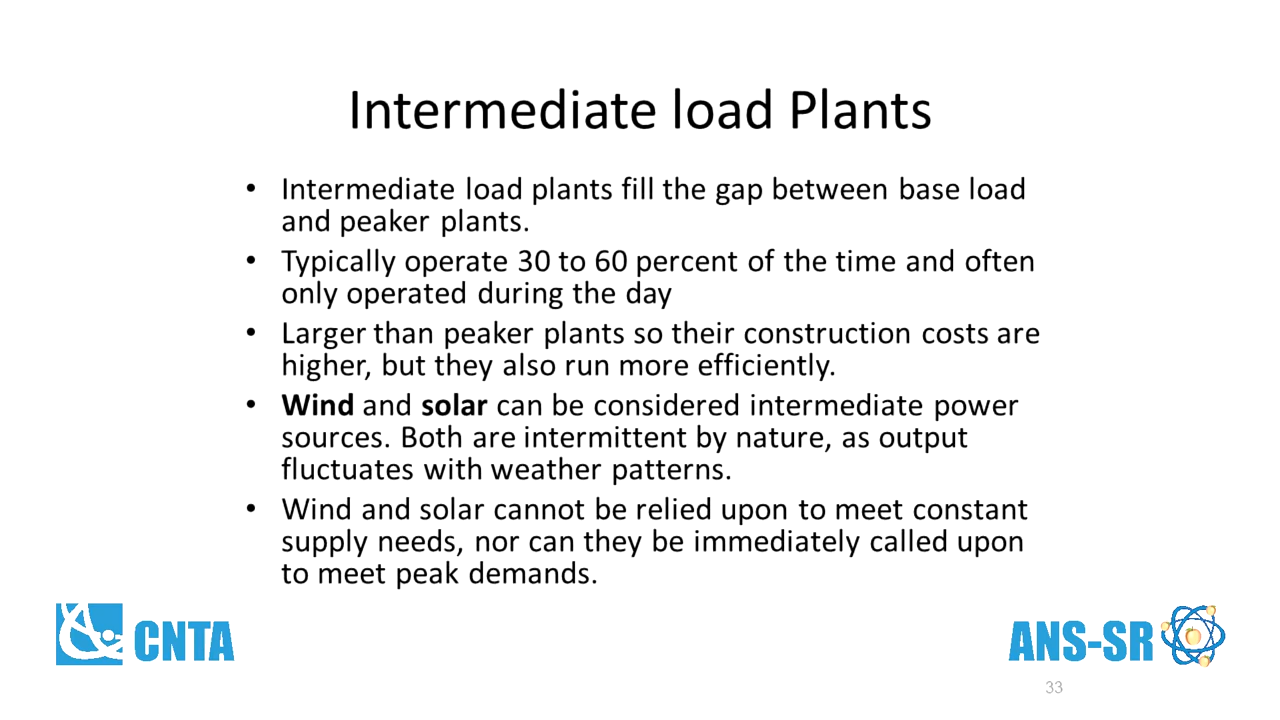 Intermediate load Plants
• Intermediate load plants fill the gap between base load
and peaker plants.
• Typically operate 30 to 60 percent of the time and often
only operated during the day
• Larger than peaker plants so their construction costs are
higher, but they also run more efficiently.
• Wind and solar can be considered intermediate power
sources. Both are intermittent by nature, as output
fluctuates with weather patterns.
• Wind and solar cannot be relied upon to meet constant
supply needs, nor can they be immediately called upon
to meet peak demands.
CNTA
ANS-SR
33